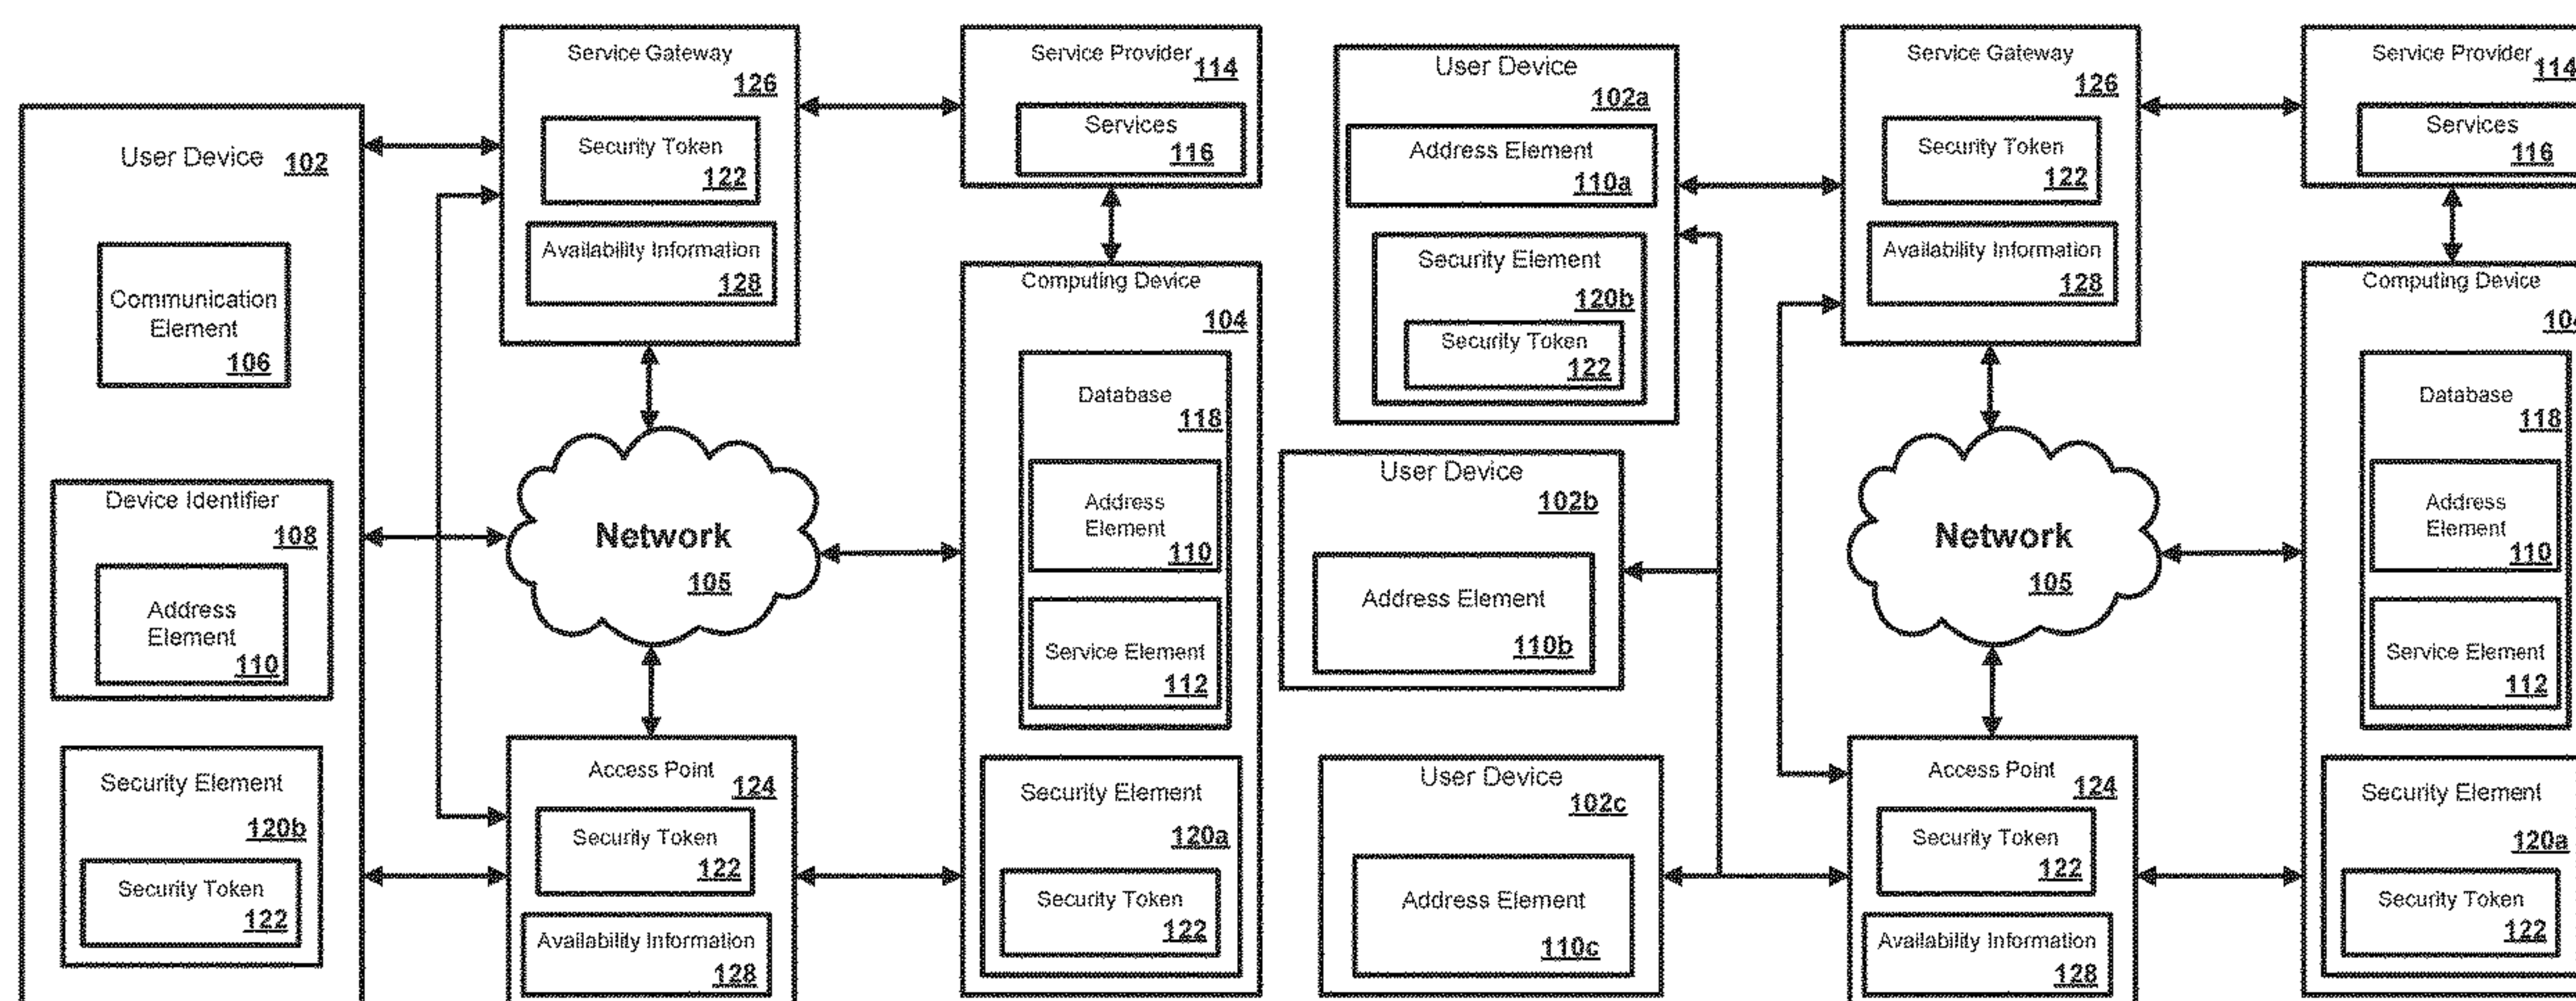 User Device 102
Communication
Element
106
Device Identifier
108
Address
Element
110
Security Element
120b
Security Token
122
Service Gateway
126
Security Token
122
Availability Information
128
Network
105
Access Point
124
Security Token
122
Availability Information
128
Service Provider
114
Services
116
Computing Device
104
Database
118
Address
Element
110
Service Element
112
Security Element
120a
Security Token
122
User Device
102a
Address Element
110a
Security Element
120b
Security Token
122
User Device
102b
Address Element
110b
User Device
102c
Address Element
110c
Service Gateway
126
Security Token
122
Availability Information
128
Network
105
Access Point
124
Security Token
122
Availability Information
128
Service Provider
114
Services
116
Computing Device
Database
118
Address
Element
110
Service Element
112
Security Element
120a
Security Token
122